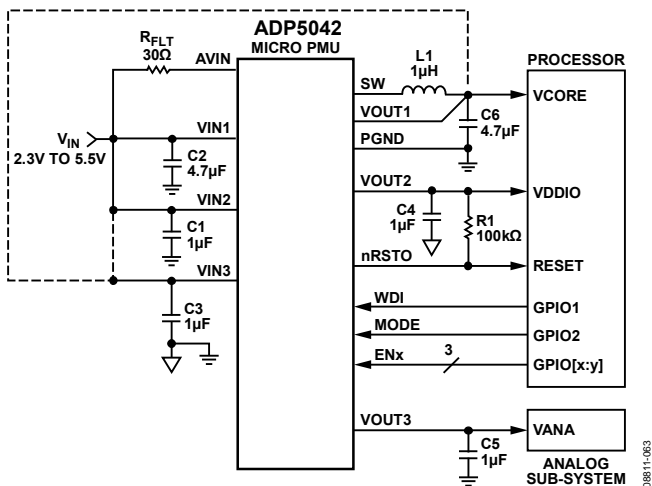 ADP5042
MICRO PMU
RFLT
30Ω
AVIN
VIN1
VIN
2.3V TO 5.5V
C2
4.7µF
VIN2
C1
1µF
VIN3
C3
1µF
SW
L1
1µH
VOUT1
C6
4.7µF
PGND
VOUT2
C4
1µF
R1
100kΩ
nRSTO
WDI
MODE
ENx
3
VOUT3
C5
1µF
PROCESSOR
VCORE
VDDIO
RESET
GPIO1
GPIO2
GPIO[x:y]
VANA
ANALOG
SUB-SYSTEM
08811-063